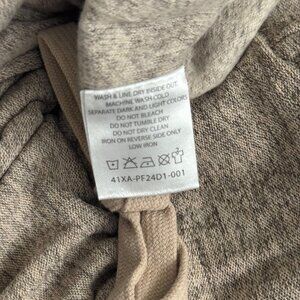 WASH & LINE DRY INSIDE OUT
MACHINE WASH COLD
SEPARATE DARK AND LIGHT COLORS
DO NOT BLEACH
DO NOT TUMBLE DRY
DO NOT DRY CLEAN
IRON ON REVERSE SIDE ONLY
LOW IRON
41XA-PF24D1-001